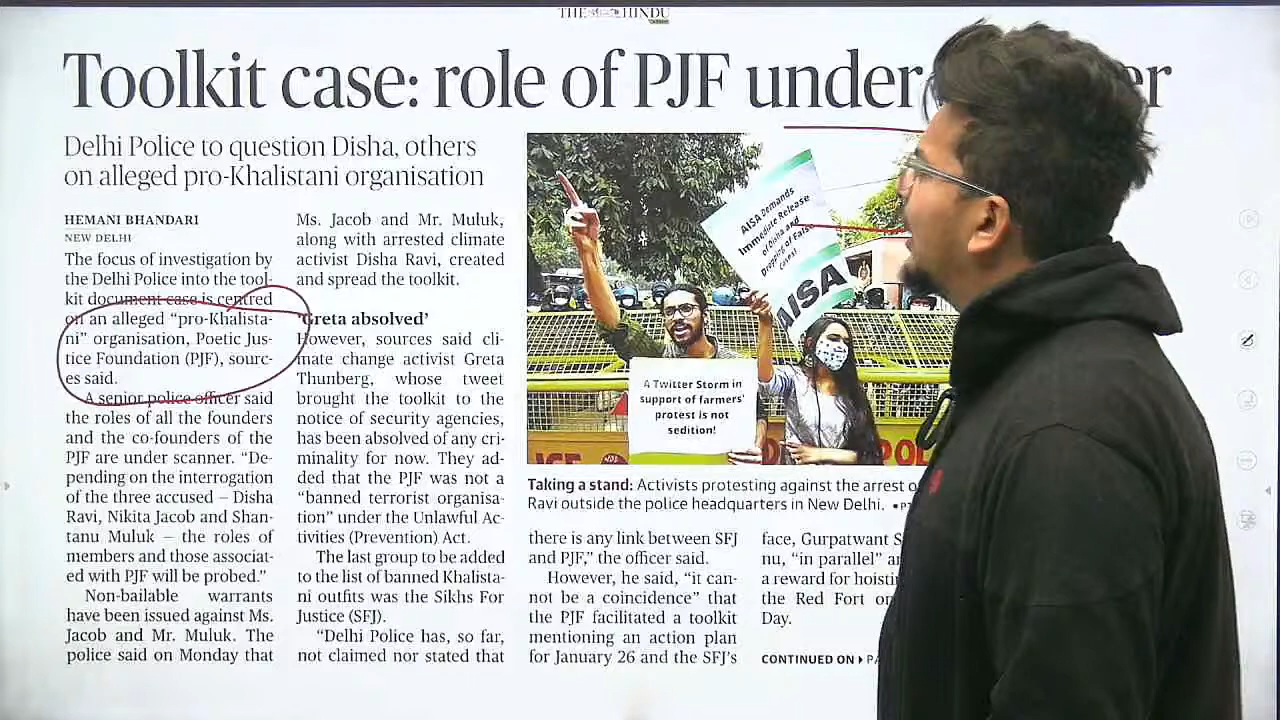 THE HINDU
Toolkit case: role of PJF under
Delhi Police to question Disha, others
on alleged pro-Khalistani organisation
HEMANI BHANDARI
NEW DELHI
The focus of investigation by
the Delhi Police into the tool-
kit document case is centred
on an alleged “pro-Khalista-
ni” organisation, Poetic Jus-
tice Foundation (PJF), sourc-
es said.
A senior police officer said
the roles of all the founders
and the co-founders of the
PJF are under scanner. “De-
pending on the interrogation
of the three accused – Disha
Ravi, Nikita Jacob and Shan-
tanu Muluk – the roles of
members and those associat-
ed with PJF will be probed.”
Non-bailable warrants
have been issued against Ms.
Jacob and Mr. Muluk. The
police said on Monday that
Ms. Jacob and Mr. Muluk,
along with arrested climate
activist Disha Ravi, created
and spread the toolkit.
‘Greta absolved’
However, sources said cli-
mate change activist Greta
Thunberg, whose tweet
brought the toolkit to the
notice of security agencies,
has been absolved of any cri-
minality for now. They ad-
ded that the PJF was not a
“banned terrorist organisa-
tion” under the Unlawful Ac-
tivities (Prevention) Act.
The last group to be added
to the list of banned Khalista-
ni outfits was the Sikhs For
Justice (SFJ).
“Delhi Police has, so far,
not claimed nor stated that
AISA Demands
Immediate Release
of Disha and
Dropping of False
Cases!
AISA
A Twitter Storm in
support of farmers'
protest is not
sedition!
Taking a stand: Activists protesting against the arrest
Ravi outside the police headquarters in New Delhi.
there is any link between SFJ
and PJF,” the officer said.
However, he said, “it can-
not be a coincidence” that
the PJF facilitated a toolkit
mentioning an action plan
for January 26 and the SFJ’s
face, Gurpatwant
nu, “in parallel”
a reward for hoisting
the Red Fort on
Day.
CONTINUED ON